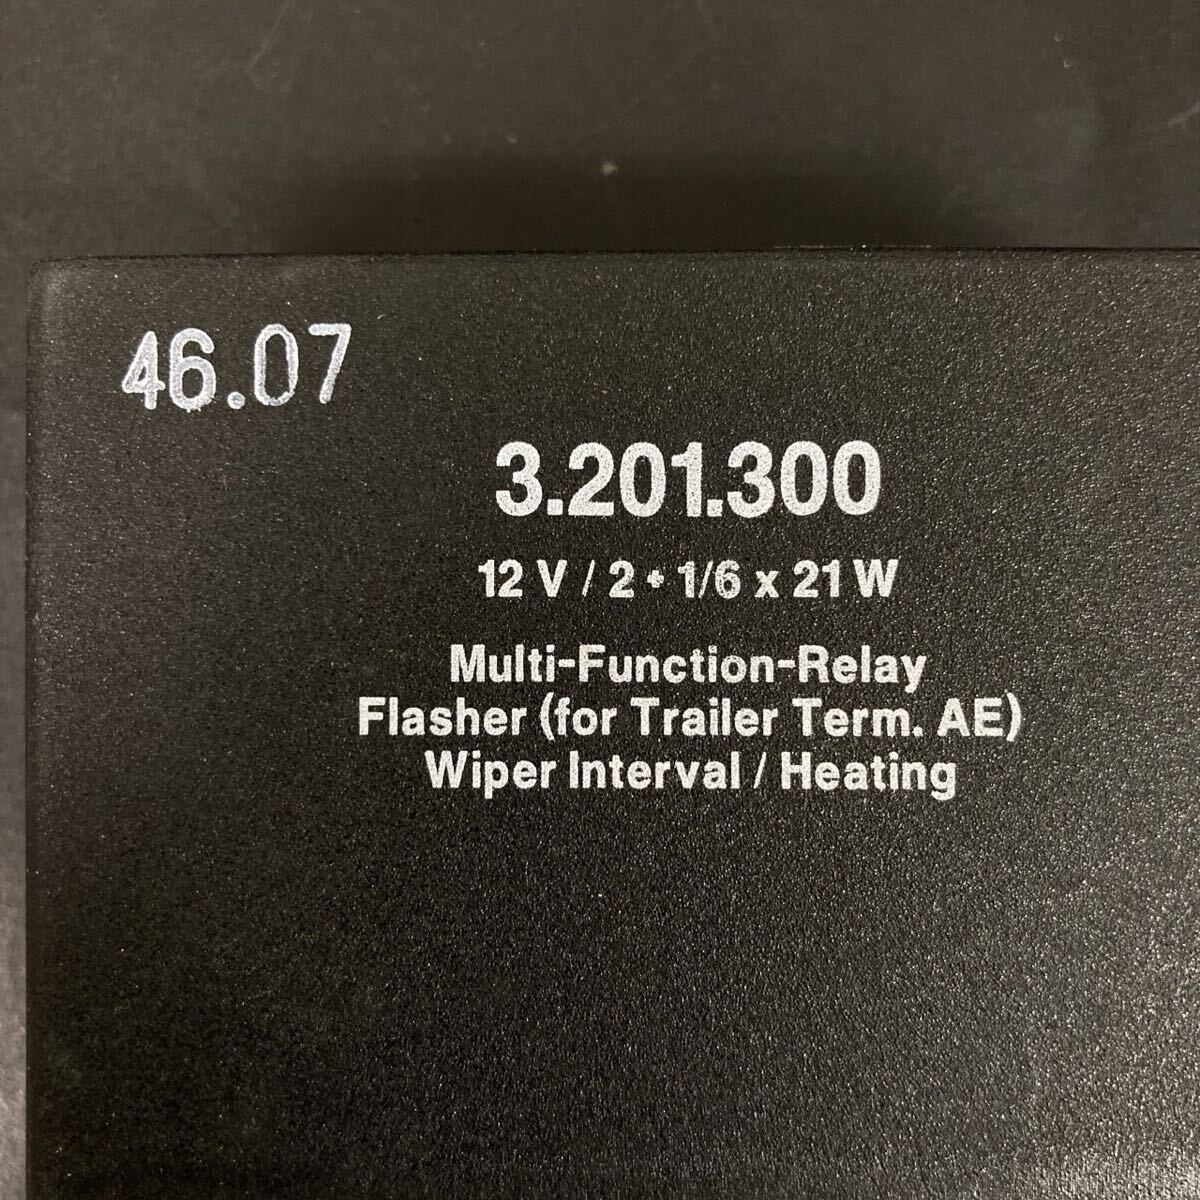 46.07
3.201.300
12 V / 2 + 1/6 x 21 W
Multi-Function-Relay
Flasher (for Trailer Term. AE)
Wiper Interval / Heating